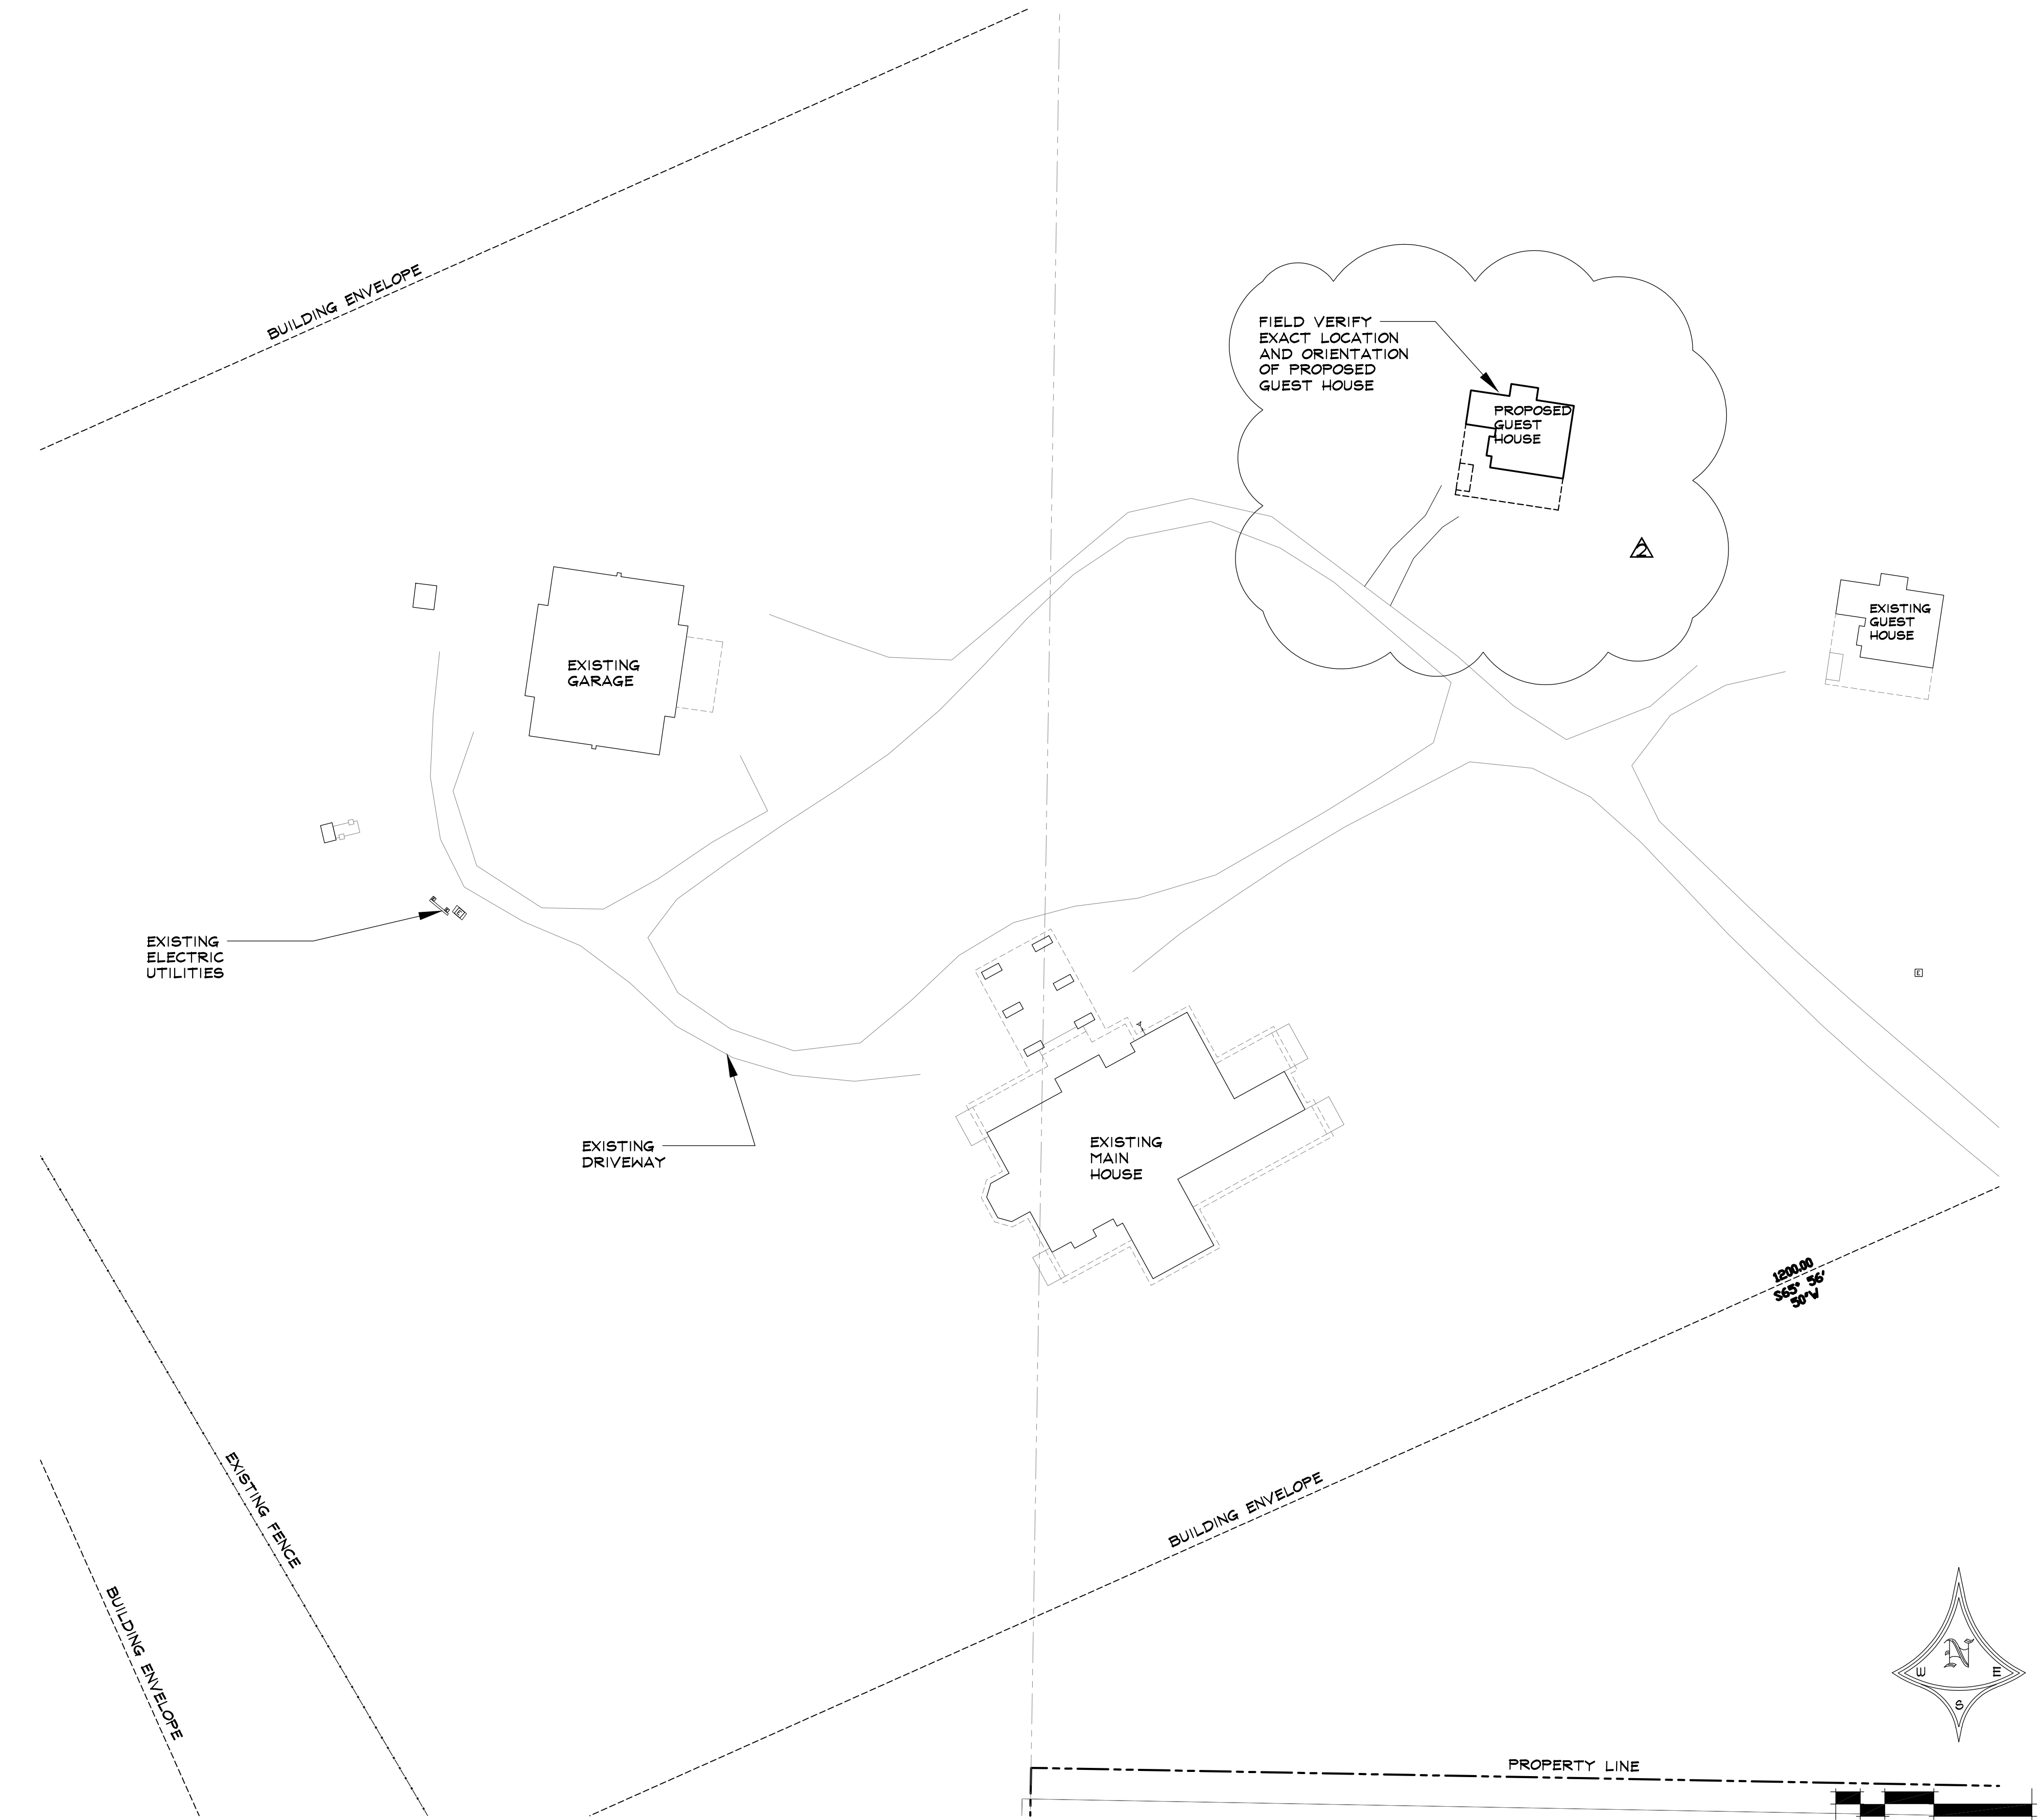 BUILDING ENVELOPE
FIELD VERIFY
EXACT LOCATION
AND ORIENTATION
OF PROPOSED
GUEST HOUSE
PROPOSED
GUEST
HOUSE
2
EXISTING
GUEST
HOUSE
EXISTING
GARAGE
EXISTING
ELECTRIC
UTILITIES
E
EXISTING
DRIVEWAY
EXISTING
MAIN
HOUSE
1200.00
S65° 56'
50"W
BUILDING ENVELOPE
EXISTING FENCE
BUILDING ENVELOPE
N
W E
S
PROPERTY LINE